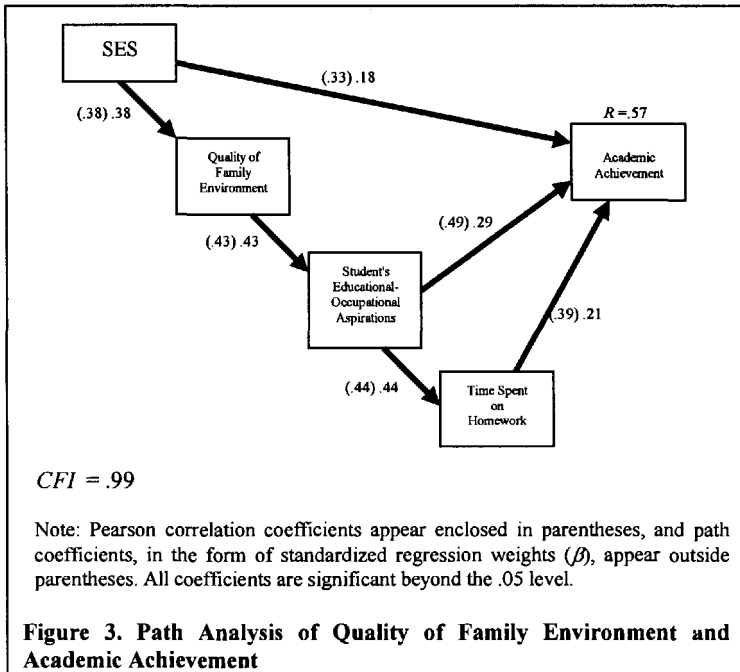 SES
(.33) .18
(.38) .38
R =.57
Quality of
Family
Environment
Academic
Achievement
(.43) .43
(.49) .29
Student's
Educational-
Occupational
Aspirations
(.39) .21
(.44) .44
Time Spent
on
Homework
CFI = .99
Note: Pearson correlation coefficients appear enclosed in parentheses, and path
coefficients, in the form of standardized regression weights (β), appear outside
parentheses. All coefficients are significant beyond the .05 level.
Figure 3. Path Analysis of Quality of Family Environment and
Academic Achievement